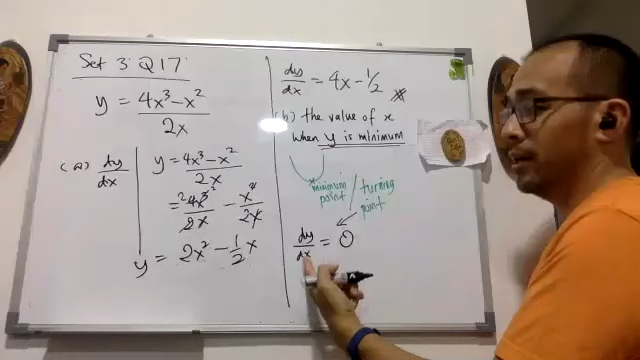 Set 3 Q17
y = 4x³ - x² / 2x
(a) dy/dx
y = 4x³ - x² / 2x
= 4x³ / 2x - x² / 2x
y = 2x² - 1/2 x
dy/dx = 4x - 1/2
(b) the value of x
when y is minimum
minimum point / turning point
dy/dx = 0